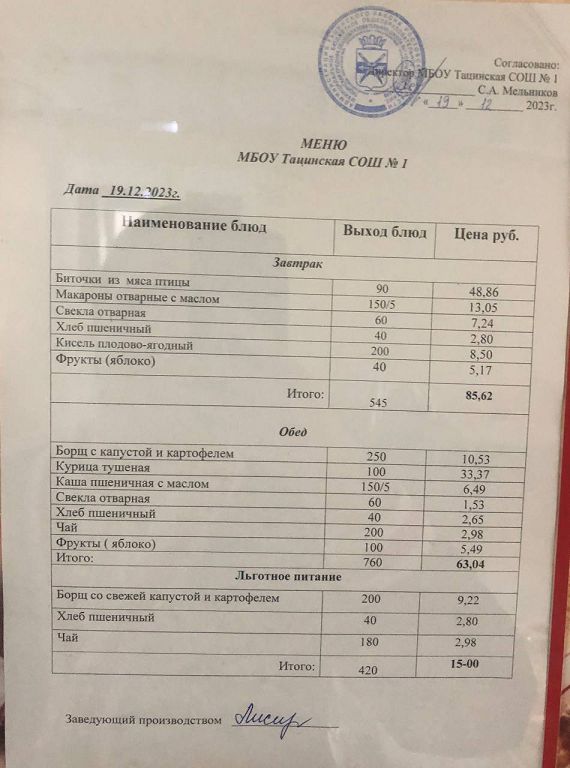 Согласовано:
Директор МБОУ Тацинская СОШ № 1
С.А. Мельников
« 19 » 12 2023г.
МЕНЮ
МБОУ Тацинская СОШ № 1
Дата 19.12.2023г.
Наименование блюд Выход блюд Цена руб.
Завтрак
Биточки из мяса птицы 90 48,86
Макароны отварные с маслом 150/5 13,05
Свекла отварная 60 7,24
Хлеб пшеничный 40 2,80
Кисель плодово-ягодный 200 8,50
Фрукты (яблоко) 40 5,17
Итого: 545 85,62
Обед
Борщ с капустой и картофелем 250 10,53
Курица тушеная 100 33,37
Каша пшеничная с маслом 150/5 6,49
Свекла отварная 60 1,53
Хлеб пшеничный 40 2,65
Чай 200 2,98
Фрукты ( яблоко) 100 5,49
Итого: 760 63,04
Льготное питание
Борщ со свежей капустой и картофелем 200 9,22
Хлеб пшеничный 40 2,80
Чай 180 2,98
Итого: 420 15-00
Заведующий производством